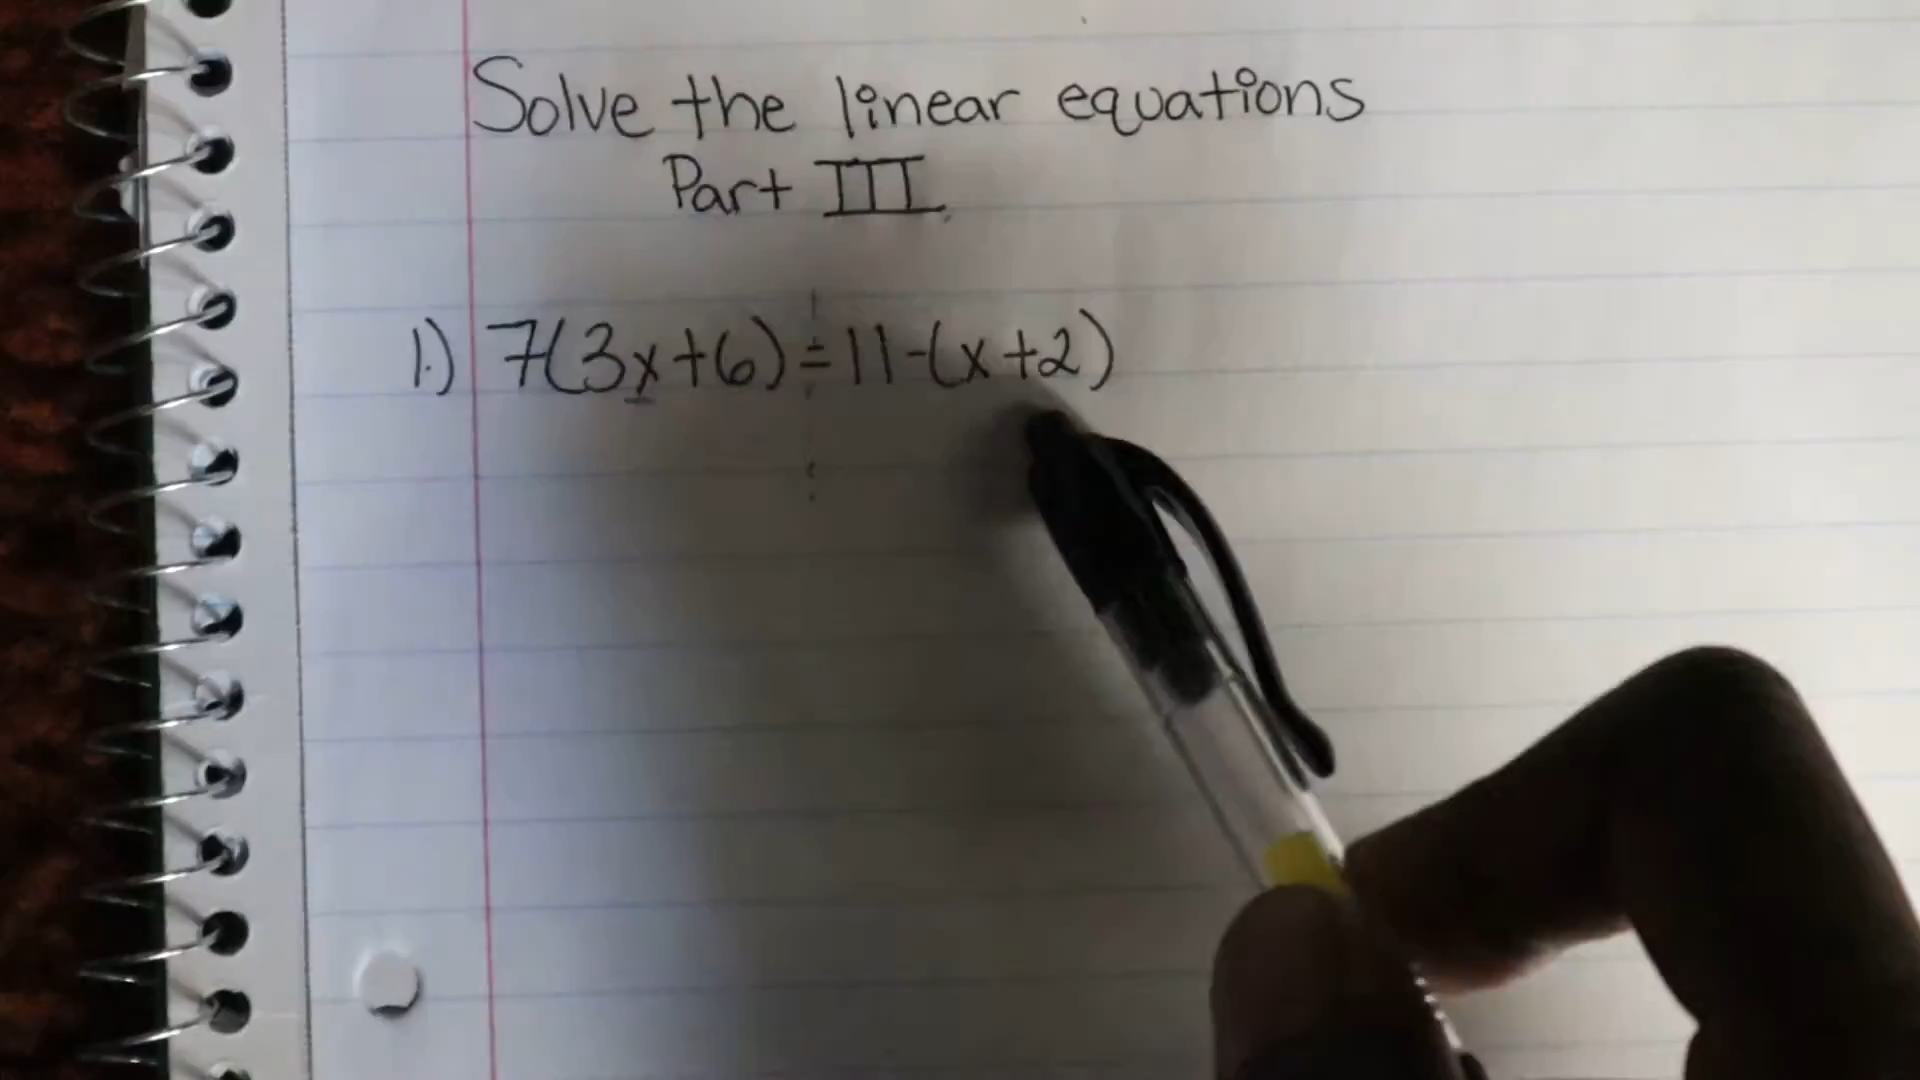 Solve the linear equations
Part III
1.) 7(3x+6)=11-(x+2)